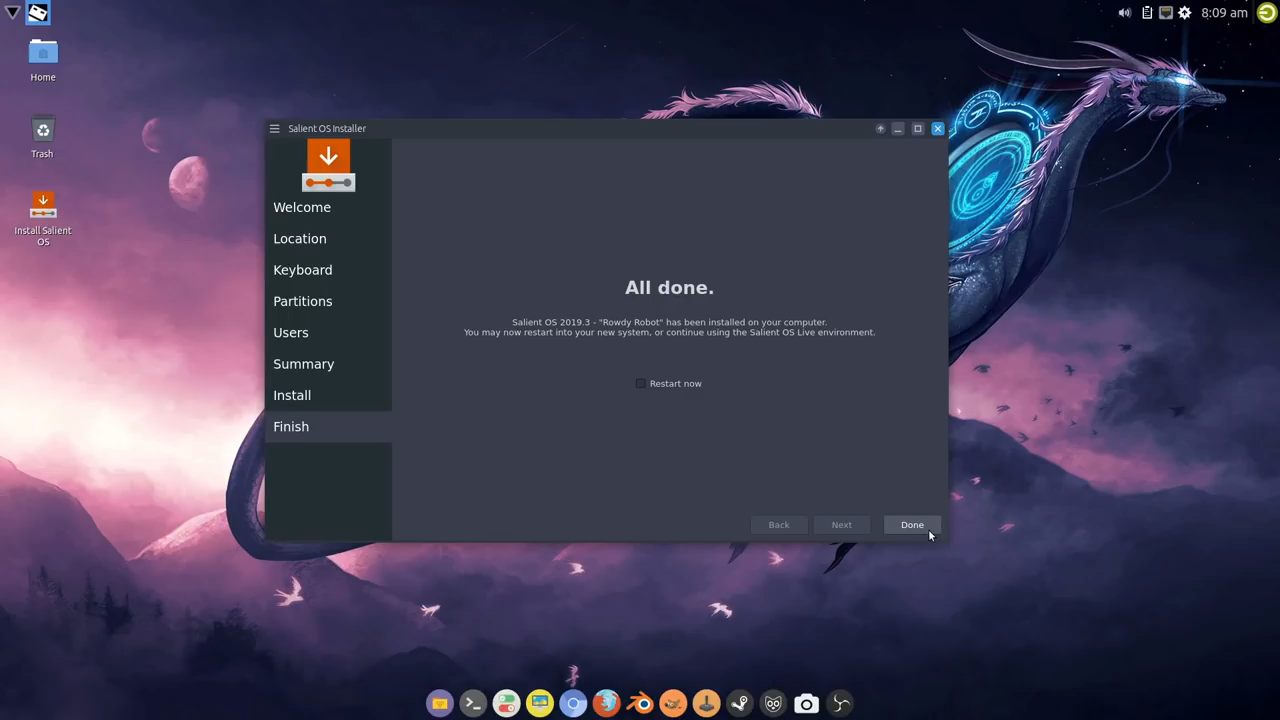 8:09 am
Home
Trash
Install Salient
OS
Salient OS Installer
Welcome
Location
Keyboard
Partitions
Users
Summary
Install
Finish
All done.
Salient OS 2019.3 - "Rowdy Robot" has been installed on your computer.
You may now restart into your new system, or continue using the Salient OS Live environment.
Restart now
Back
Next
Done